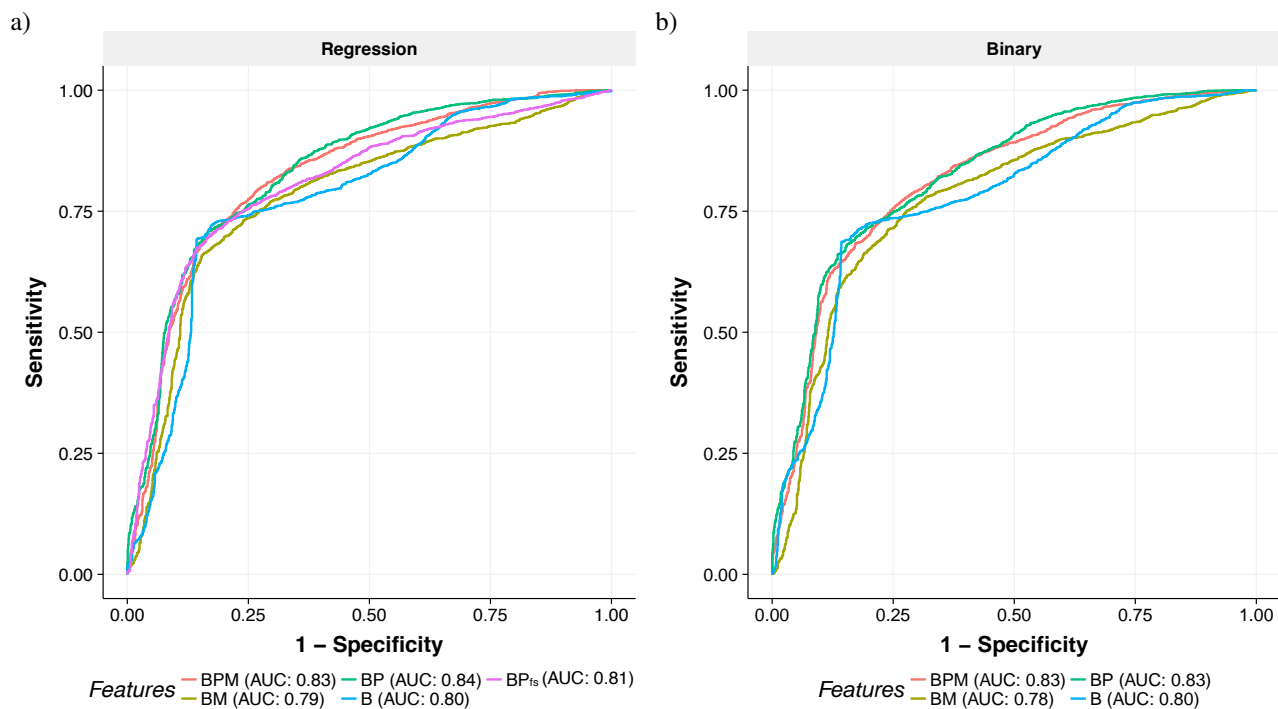 a)
Regression
1.00
0.75
0.50
0.25
0.00
Sensitivity
0.00 0.25 0.50 0.75 1.00
1 − Specificity
Features BPM (AUC: 0.83) BP (AUC: 0.84) BPfs (AUC: 0.81)
BM (AUC: 0.79) B (AUC: 0.80)
b)
Binary
1.00
0.75
0.50
0.25
0.00
Sensitivity
0.00 0.25 0.50 0.75 1.00
1 − Specificity
Features BPM (AUC: 0.83) BP (AUC: 0.83)
BM (AUC: 0.78) B (AUC: 0.80)